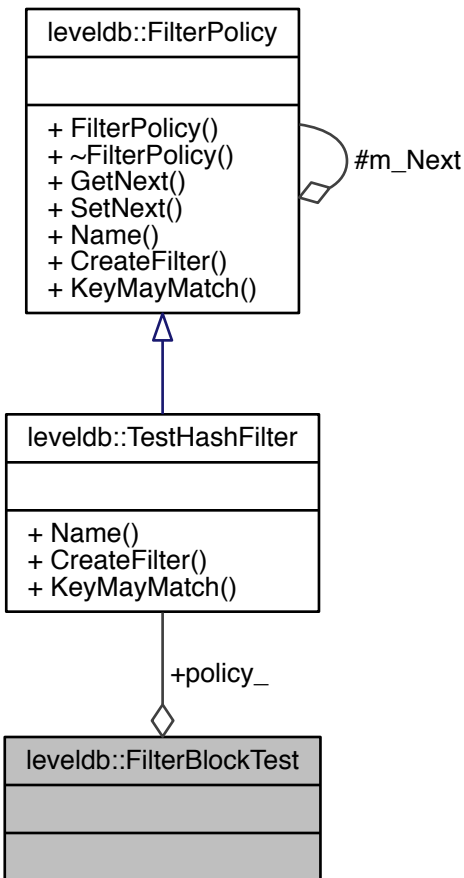 leveldb::FilterPolicy
+ FilterPolicy()
+ ~FilterPolicy()
+ GetNext()
+ SetNext()
+ Name()
+ CreateFilter()
+ KeyMayMatch()
#m_Next
leveldb::TestHashFilter
+ Name()
+ CreateFilter()
+ KeyMayMatch()
+policy_
leveldb::FilterBlockTest